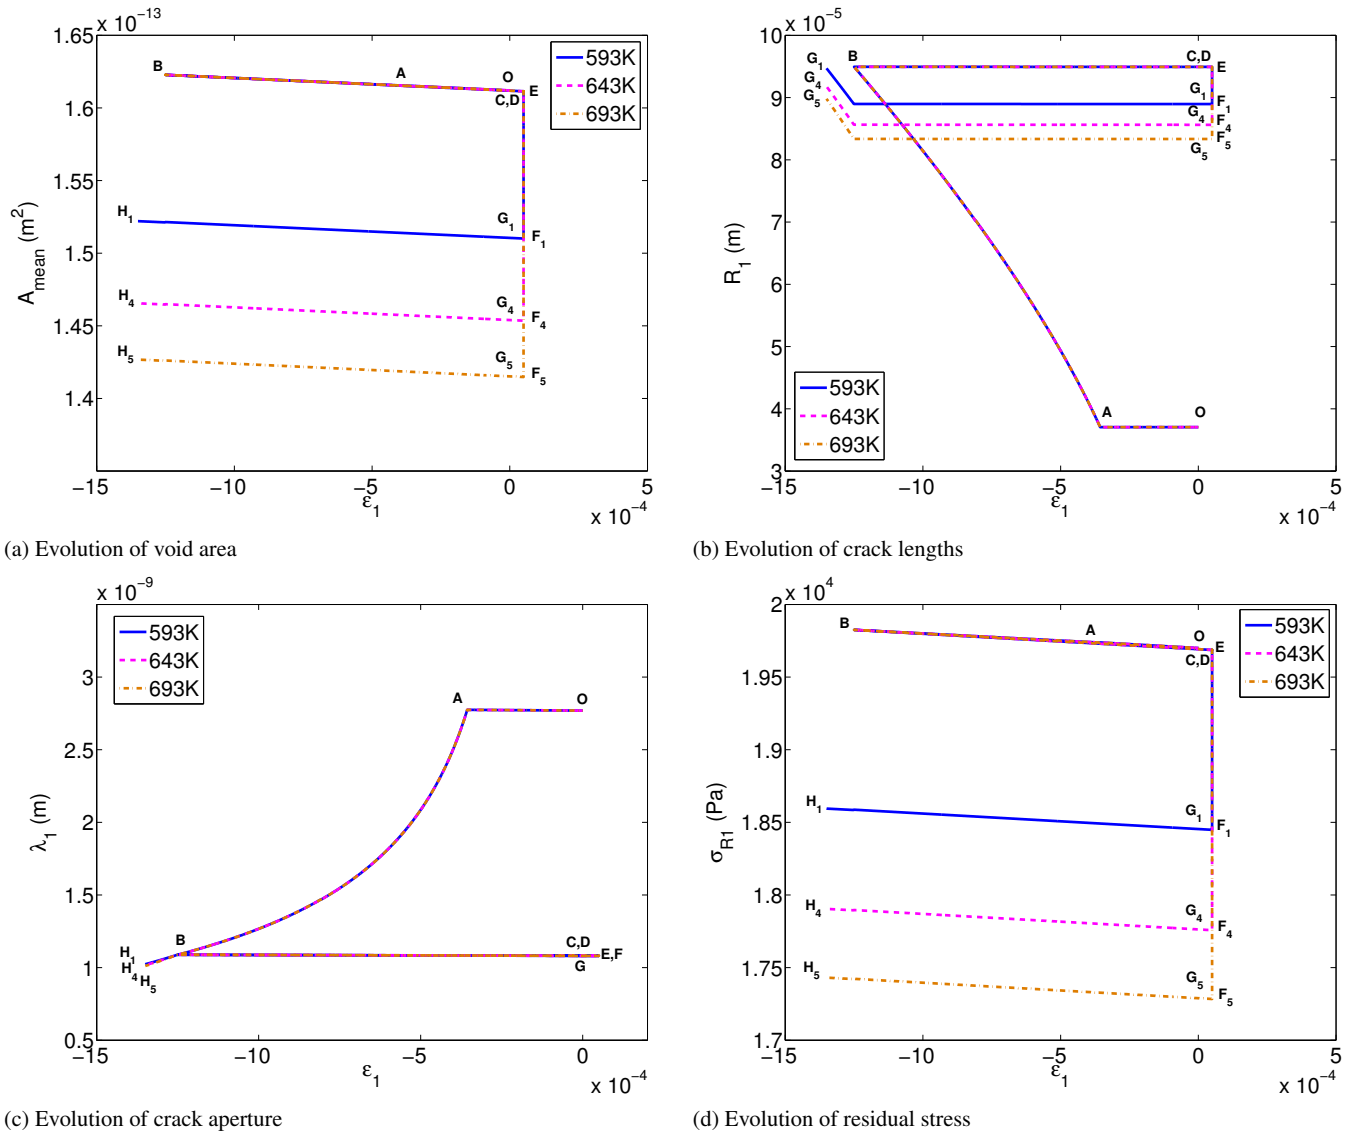 x 10⁻¹³
1.65
1.6
1.55
1.5
1.45
1.4
A_mean (m²)
B
A
O
E
C,D
593K
643K
693K
H₁
G₁
F₁
H₄
G₄
F₄
H₅
G₅
F₅
−15
−10
−5
0
5
ε₁
x 10⁻⁴
(a) Evolution of void area
x 10⁻⁵
10
9
8
7
6
5
4
3
R₁ (m)
G₁
G₄
G₅
B
C,D
E
G₁
F₁
G₄
F₄
F₅
G₅
A
O
593K
643K
693K
−15
−10
−5
0
5
ε₁
x 10⁻⁴
(b) Evolution of crack lengths
x 10⁻⁹
3
2.5
2
1.5
1
0.5
λ₁ (m)
593K
643K
693K
A
O
B
H₁
H₄
H₅
C,D
E,F
G
−15
−10
−5
0
5
ε₁
x 10⁻⁴
(c) Evolution of crack aperture
x 10⁴
2
1.95
1.9
1.85
1.8
1.75
1.7
σ_R1 (Pa)
B
A
O
E
C,D
593K
643K
693K
H₁
G₁
F₁
H₄
G₄
F₄
H₅
G₅
F₅
−15
−10
−5
0
5
ε₁
x 10⁻⁴
(d) Evolution of residual stress